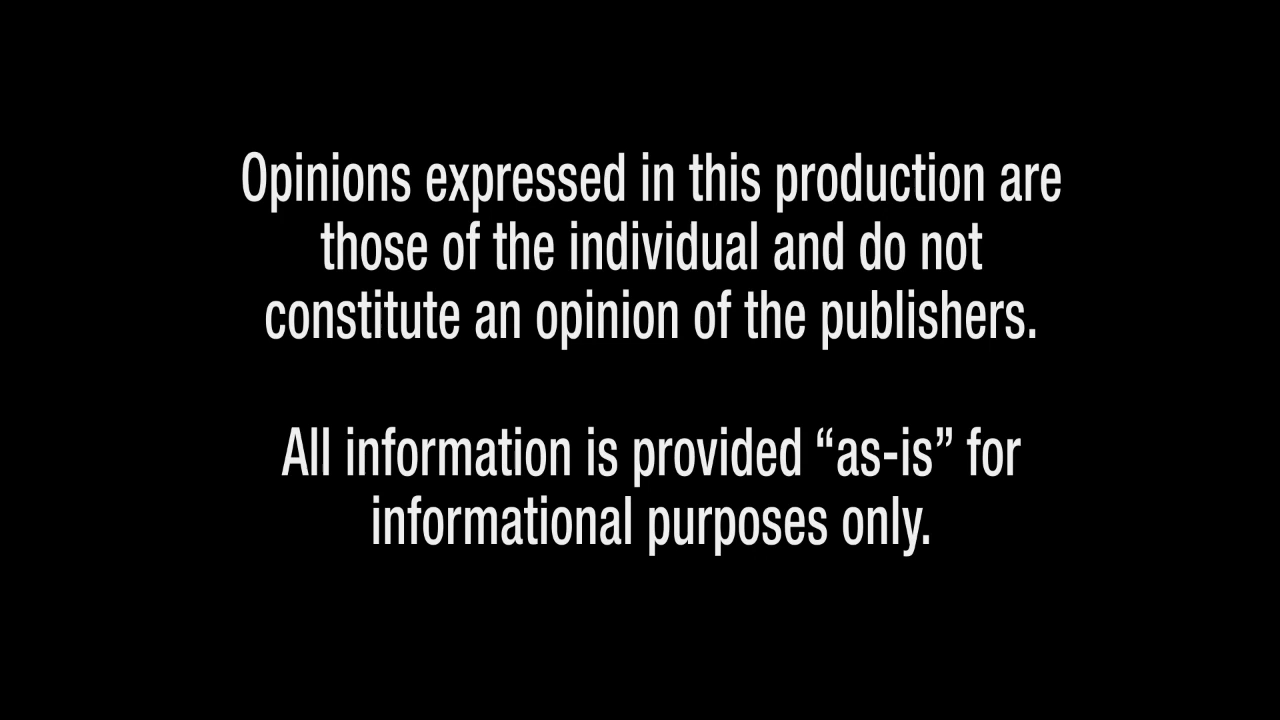 Opinions expressed in this production are
those of the individual and do not
constitute an opinion of the publishers.
All information is provided “as-is” for
informational purposes only.